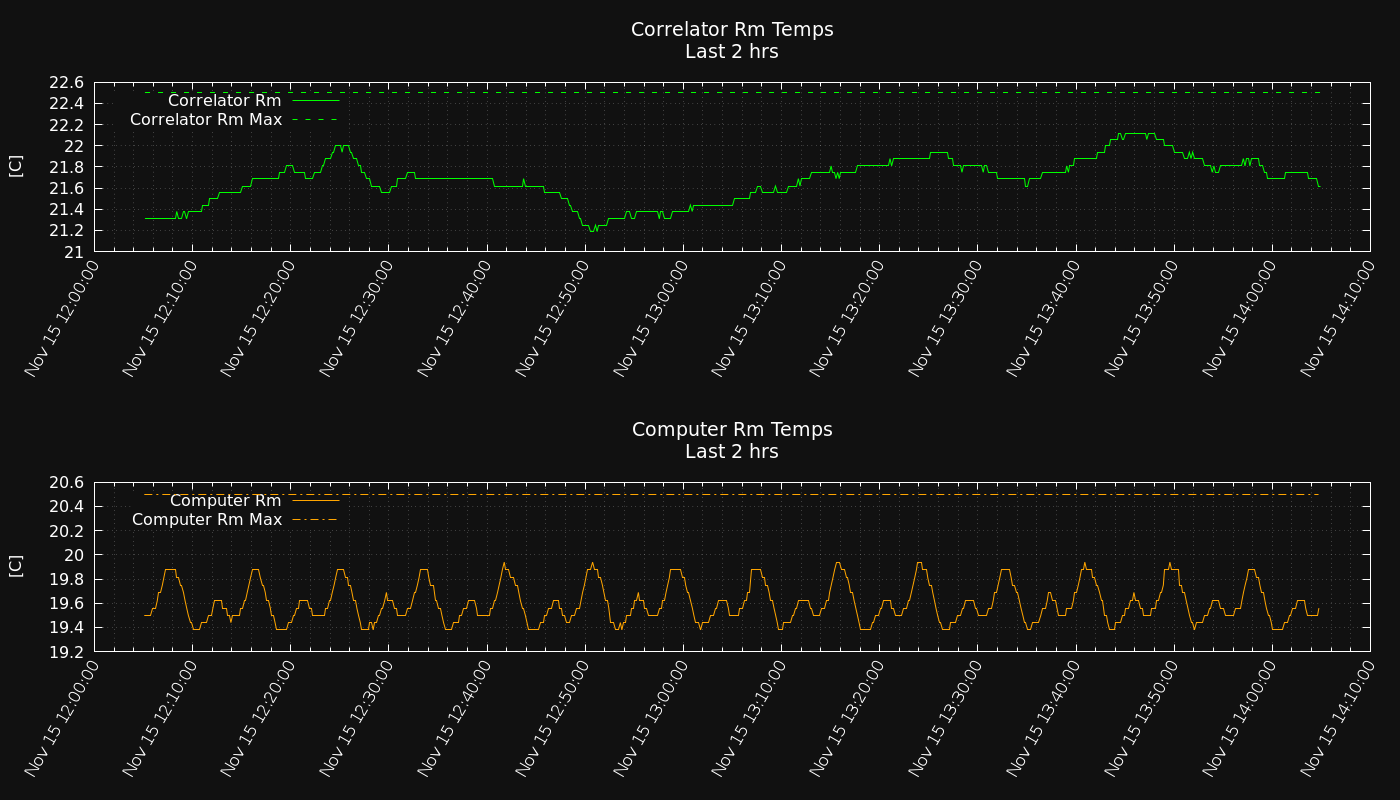 Correlator Rm Temps
Last 2 hrs
[C]
22.6
22.4
22.2
22
21.8
21.6
21.4
21.2
21
Correlator Rm
Correlator Rm Max
Nov 15 12:00:00
Nov 15 12:10:00
Nov 15 12:20:00
Nov 15 12:30:00
Nov 15 12:40:00
Nov 15 12:50:00
Nov 15 13:00:00
Nov 15 13:10:00
Nov 15 13:20:00
Nov 15 13:30:00
Nov 15 13:40:00
Nov 15 13:50:00
Nov 15 14:00:00
Nov 15 14:10:00
Computer Rm Temps
Last 2 hrs
[C]
20.6
20.4
20.2
20
19.8
19.6
19.4
19.2
Computer Rm
Computer Rm Max
Nov 15 12:00:00
Nov 15 12:10:00
Nov 15 12:20:00
Nov 15 12:30:00
Nov 15 12:40:00
Nov 15 12:50:00
Nov 15 13:00:00
Nov 15 13:10:00
Nov 15 13:20:00
Nov 15 13:30:00
Nov 15 13:40:00
Nov 15 13:50:00
Nov 15 14:00:00
Nov 15 14:10:00